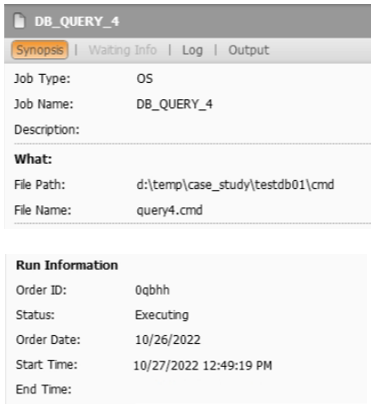 DB_QUERY_4
Synopsis | Waiting Info | Log | Output
Job Type: OS
Job Name: DB_QUERY_4
Description:
What:
File Path: d:\temp\case_study\testdb01\cmd
File Name: query4.cmd
Run Information
Order ID: 0qbhh
Status: Executing
Order Date: 10/26/2022
Start Time: 10/27/2022 12:49:19 PM
End Time: